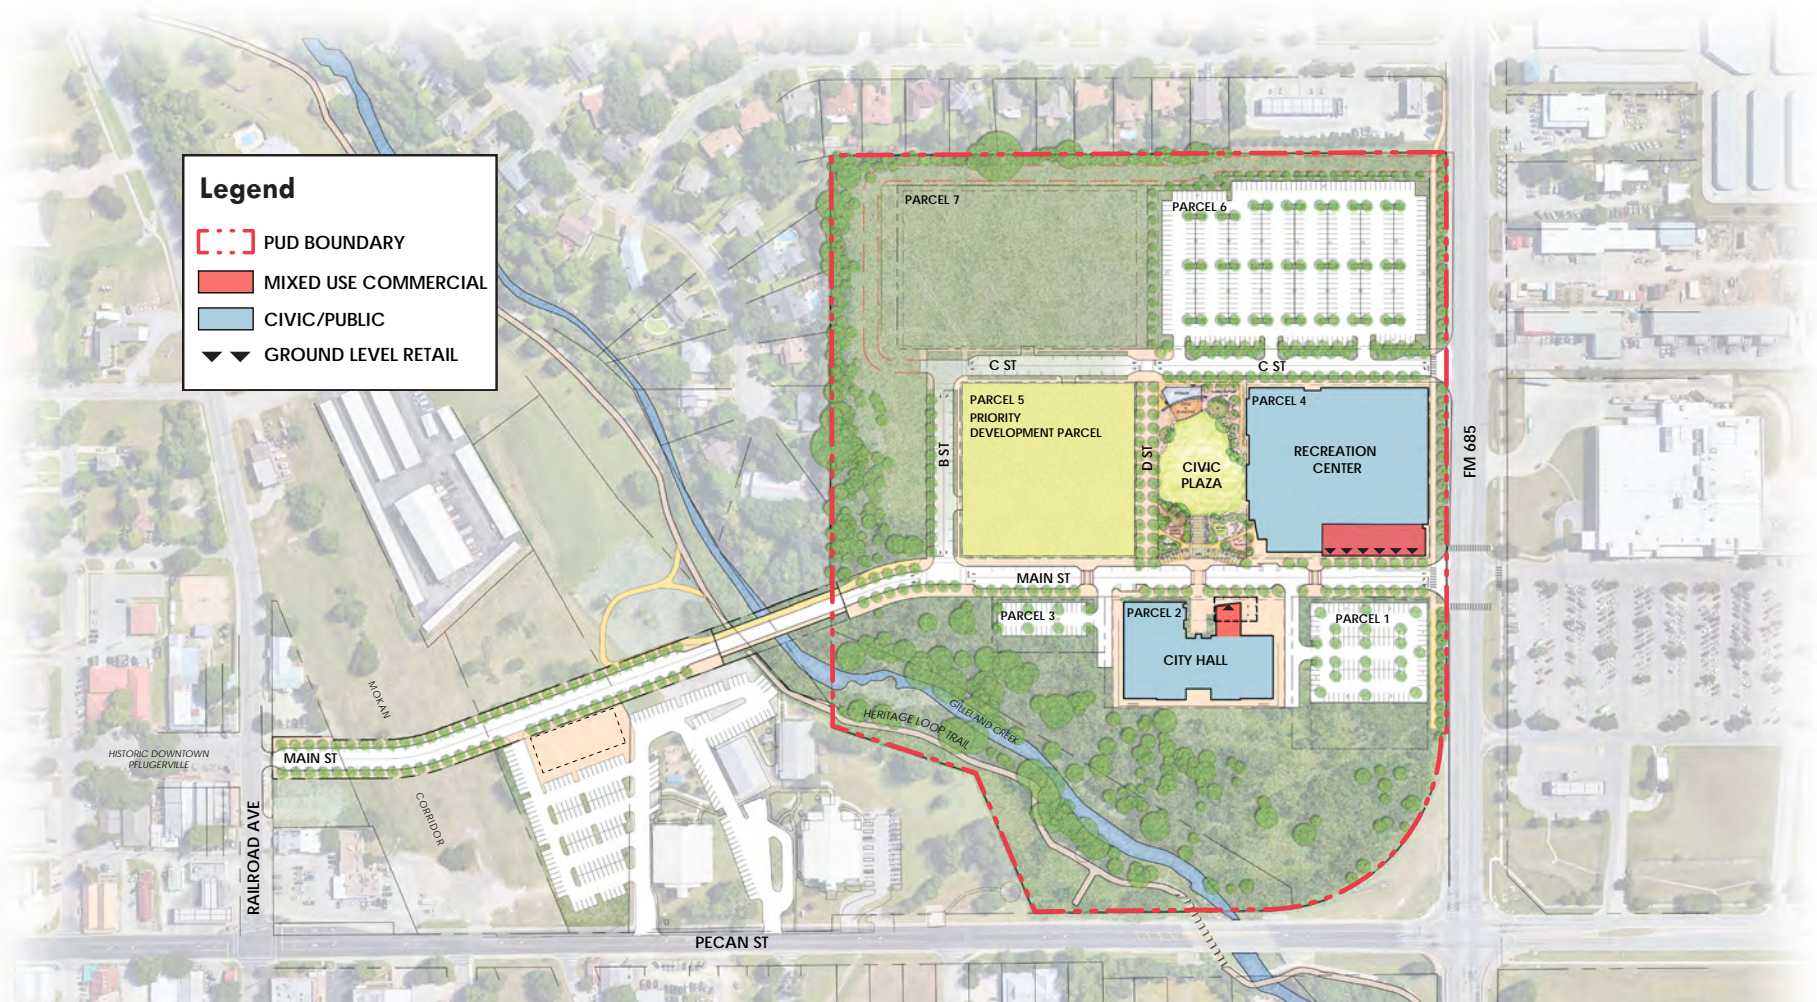 Legend
PUD BOUNDARY
MIXED USE COMMERCIAL
CIVIC/PUBLIC
GROUND LEVEL RETAIL
PARCEL 7
PARCEL 6
C ST
C ST
PARCEL 5
PRIORITY
DEVELOPMENT PARCEL
PARCEL 4
RECREATION
CENTER
B ST
D ST
CIVIC
PLAZA
FM 685
MAIN ST
PARCEL 3
PARCEL 2
PARCEL 1
CITY HALL
GILLELAND CREEK
HERITAGE LOOP TRAIL
MOKAN
CORRIDOR
HISTORIC DOWNTOWN
PFLUGERVILLE
MAIN ST
RAILROAD AVE
PECAN ST